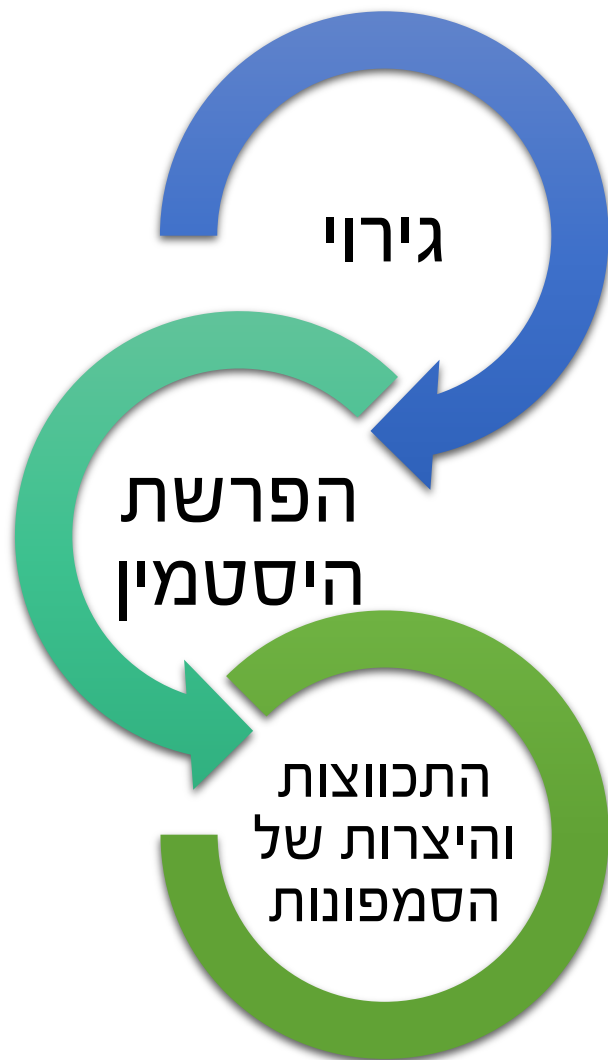 גירוי
הפרשת
היסטמין
התכווצות
והיצרות של
הסמפונות